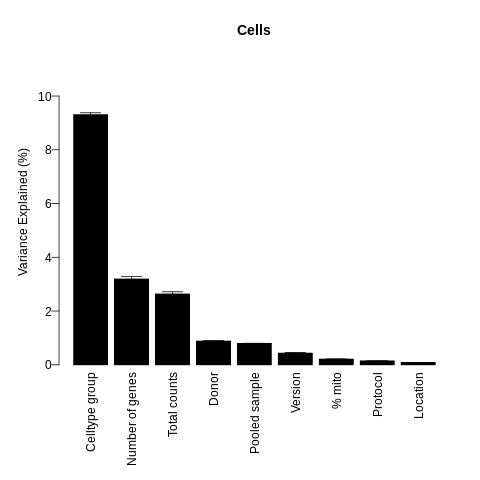 Cells
Variance Explained (%)
10
8
6
4
2
0
Celltype group
Number of genes
Total counts
Donor
Pooled sample
Version
% mito
Protocol
Location